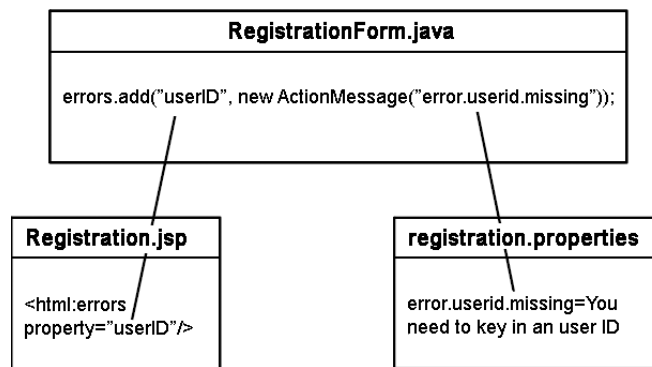 RegistrationForm.java
errors.add("userID", new ActionMessage("error.userid.missing"));
Registration.jsp
<html:errors
property="userID"/>
registration.properties
error.userid.missing=You
need to key in an user ID